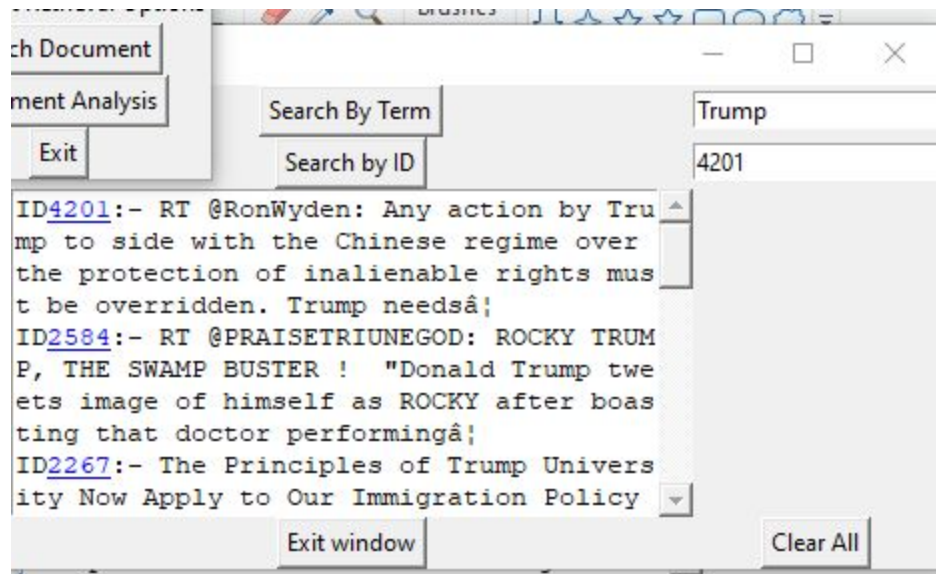 Retriever Options
Brushes
ch Document
ment Analysis
Exit
Search By Term
Trump
Search by ID
4201
ID4201:- RT @RonWyden: Any action by Tru
mp to side with the Chinese regime over
the protection of inalienable rights mus
t be overridden. Trump needsâ¦
ID2584:- RT @PRAISETRIUNEGOD: ROCKY TRUM
P, THE SWAMP BUSTER !  "Donald Trump twe
ets image of himself as ROCKY after boas
ting that doctor performingâ¦
ID2267:- The Principles of Trump Univers
ity Now Apply to Our Immigration Policy
Exit window
Clear All